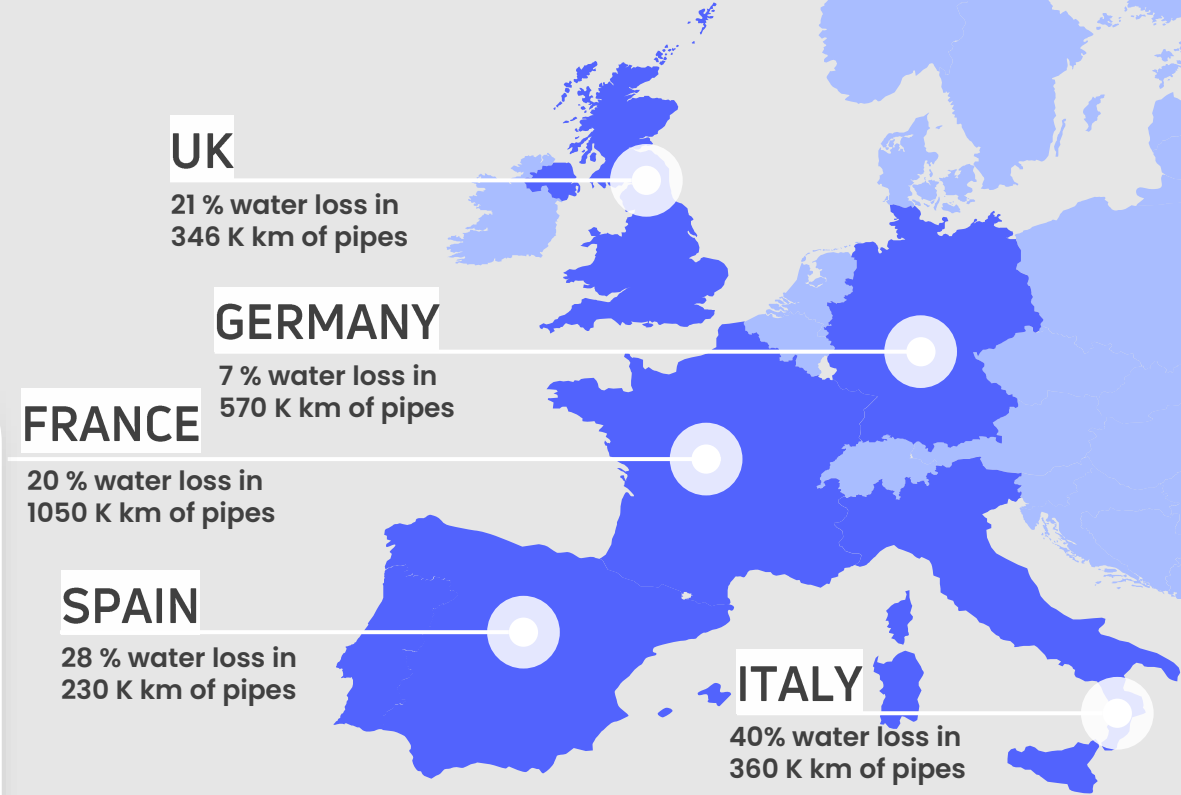 UK
21 % water loss in
346 K km of pipes
GERMANY
7 % water loss in
570 K km of pipes
FRANCE
20 % water loss in
1050 K km of pipes
SPAIN
28 % water loss in
230 K km of pipes
ITALY
40% water loss in
360 K km of pipes